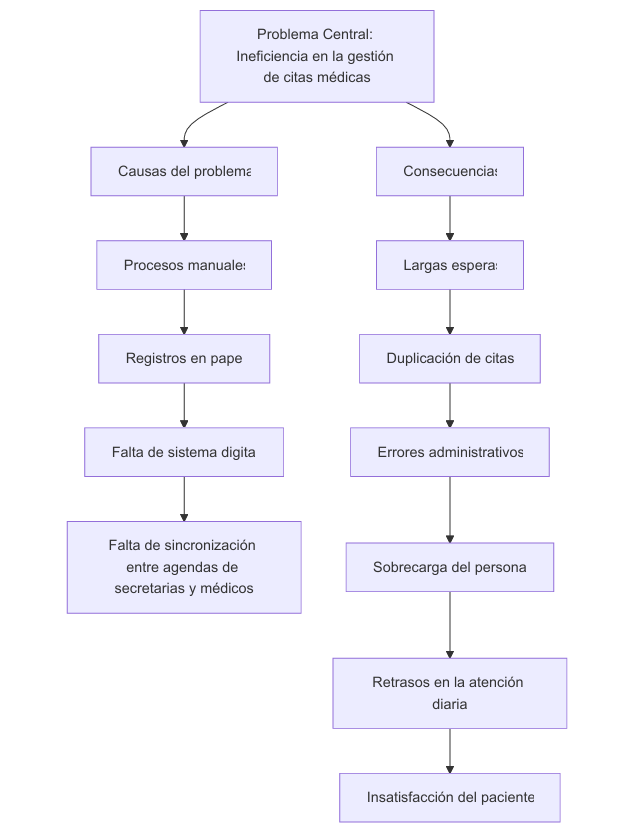 Problema Central:
Ineficiencia en la gestión
de citas médicas
Causas del problema
Consecuencias
Procesos manuales
Largas esperas
Registros en pape
Duplicación de citas
Falta de sistema digita
Errores administrativos
Falta de sincronización
entre agendas de
secretarias y médicos
Sobrecarga del persona
Retrasos en la atención
diaria
Insatisfacción del paciente